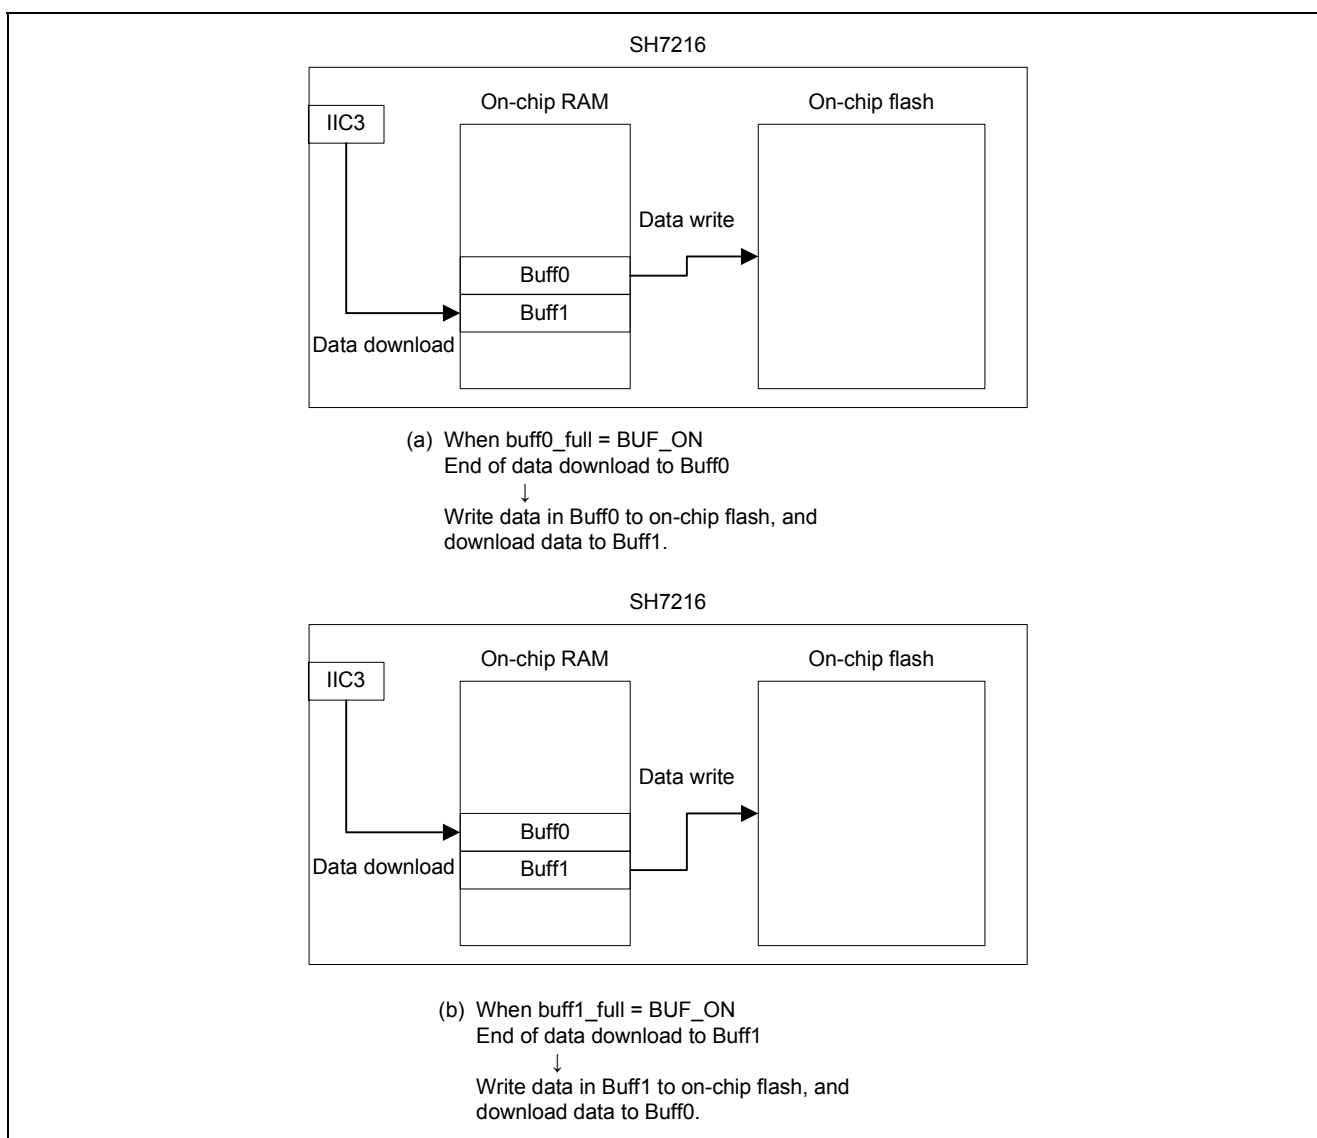 SH7216
On-chip RAM
On-chip flash
IIC3
Data write
Buff0
Buff1
Data download
(a) When buff0_full = BUF_ON
End of data download to Buff0
↓
Write data in Buff0 to on-chip flash, and
download data to Buff1.
SH7216
On-chip RAM
On-chip flash
IIC3
Data write
Buff0
Data download
Buff1
(b) When buff1_full = BUF_ON
End of data download to Buff1
↓
Write data in Buff1 to on-chip flash, and
download data to Buff0.